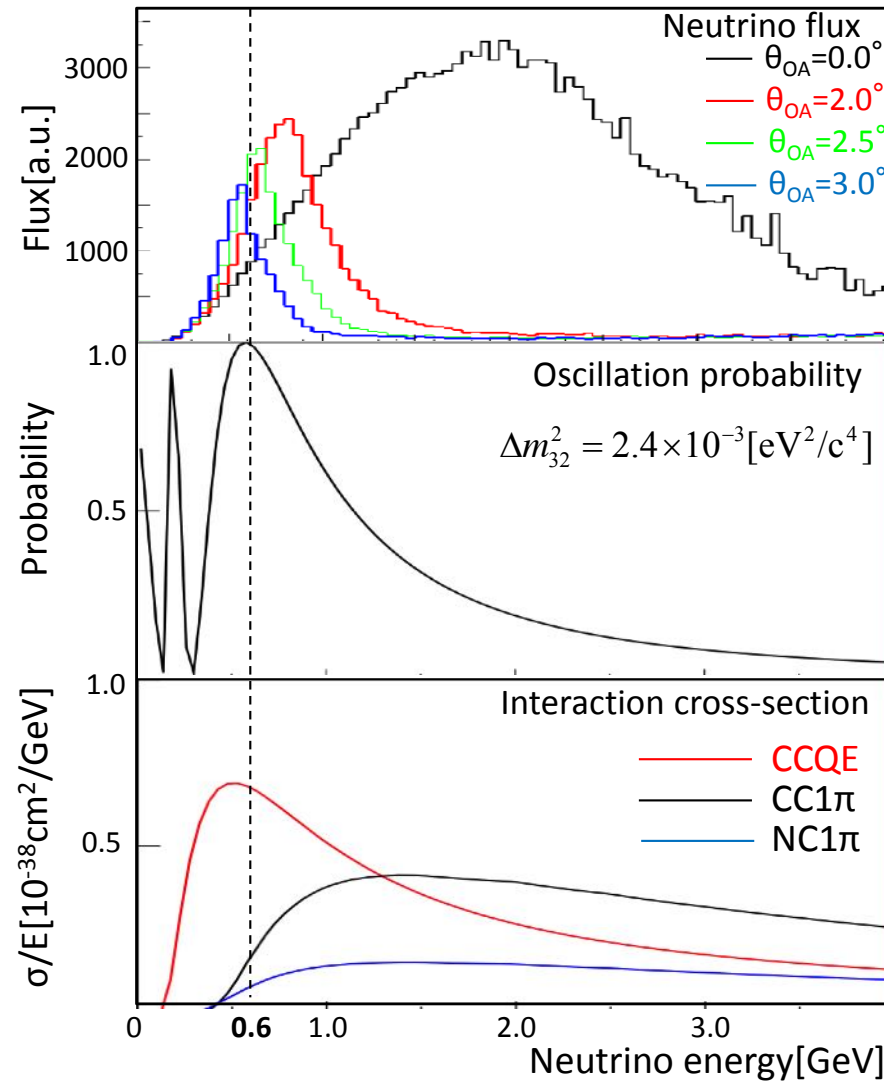 Neutrino flux
θOA=0.0°
θOA=2.0°
θOA=2.5°
θOA=3.0°
Flux[a.u.]
3000
2000
1000
Oscillation probability
Δm²₃₂ = 2.4×10⁻³[eV²/c⁴]
Probability
1.0
0.5
Interaction cross-section
CCQE
CC1π
NC1π
σ/E[10⁻³⁸cm²/GeV]
1.0
0.5
0 0.6 1.0 2.0 3.0
Neutrino energy[GeV]